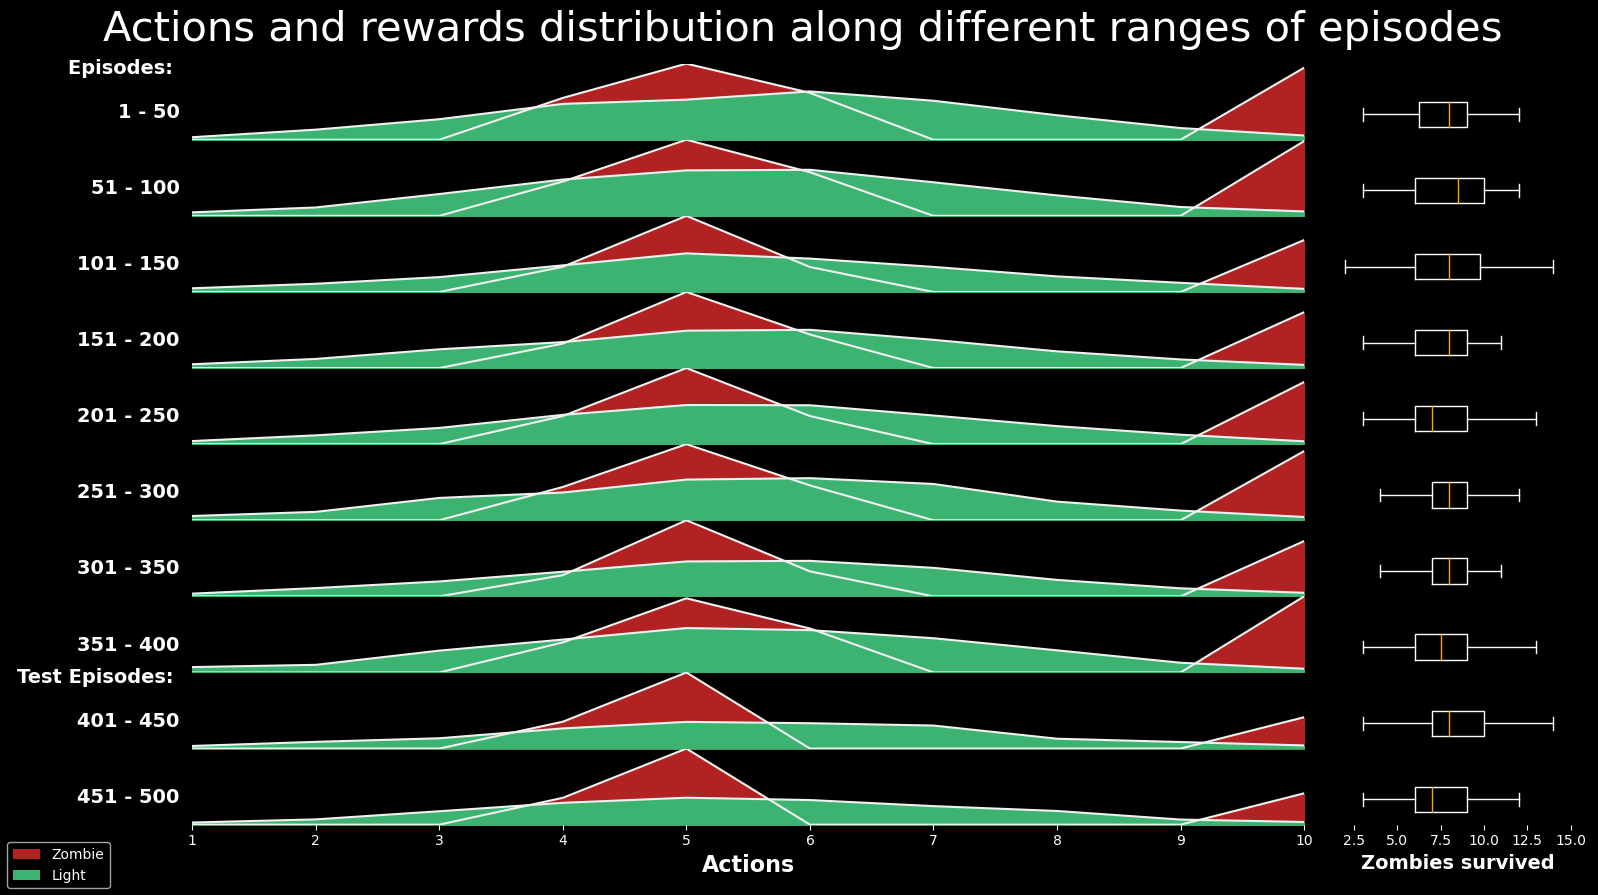 Actions and rewards distribution along different ranges of episodes
Episodes:
1 - 50
51 - 100
101 - 150
151 - 200
201 - 250
251 - 300
301 - 350
351 - 400
Test Episodes:
401 - 450
451 - 500
1 2 3 4 5 6 7 8 9 10
Actions
2.5 5.0 7.5 10.0 12.5 15.0
Zombies survived
Zombie
Light